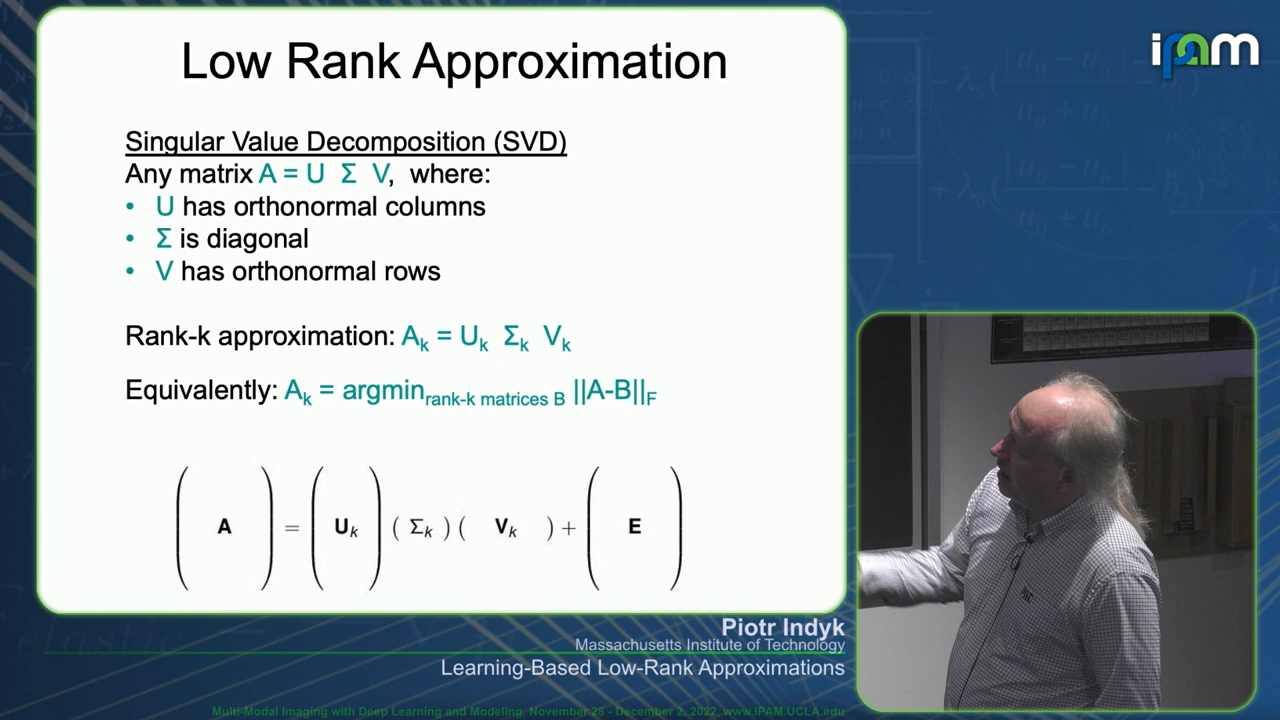 Low Rank Approximation
ipam
Singular Value Decomposition (SVD)
Any matrix A = U Σ V, where:
• U has orthonormal columns
• Σ is diagonal
• V has orthonormal rows
Rank-k approximation: Aₖ = Uₖ Σₖ Vₖ
Equivalently: Aₖ = argmin rank-k matrices B ||A-B||F
( A ) = ( Uₖ ) ( Σₖ ) ( Vₖ ) + ( E )
Piotr Indyk
Massachusetts Institute of Technology
Learning-Based Low-Rank Approximations
Multi-Modal Imaging with Deep Learning and Modeling, November 28 - December 2, 2022, www.IPAM.UCLA.edu